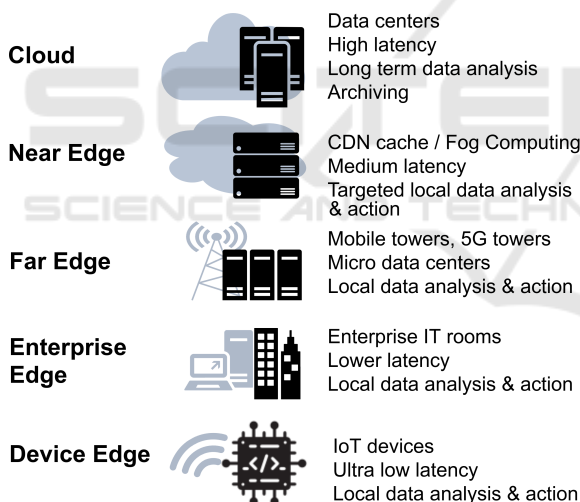 Cloud
Data centers
High latency
Long term data analysis
Archiving
Near Edge
CDN cache / Fog Computing
Medium latency
Targeted local data analysis
& action
Far Edge
Mobile towers, 5G towers
Micro data centers
Local data analysis & action
Enterprise
Edge
Enterprise IT rooms
Lower latency
Local data analysis & action
Device Edge
</>
IoT devices
Ultra low latency
Local data analysis & action
SCIENCE AND TECHN